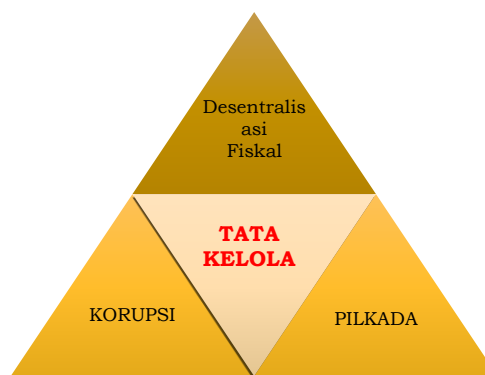 Desentralis
asi
Fiskal
TATA
KELOLA
KORUPSI
PILKADA